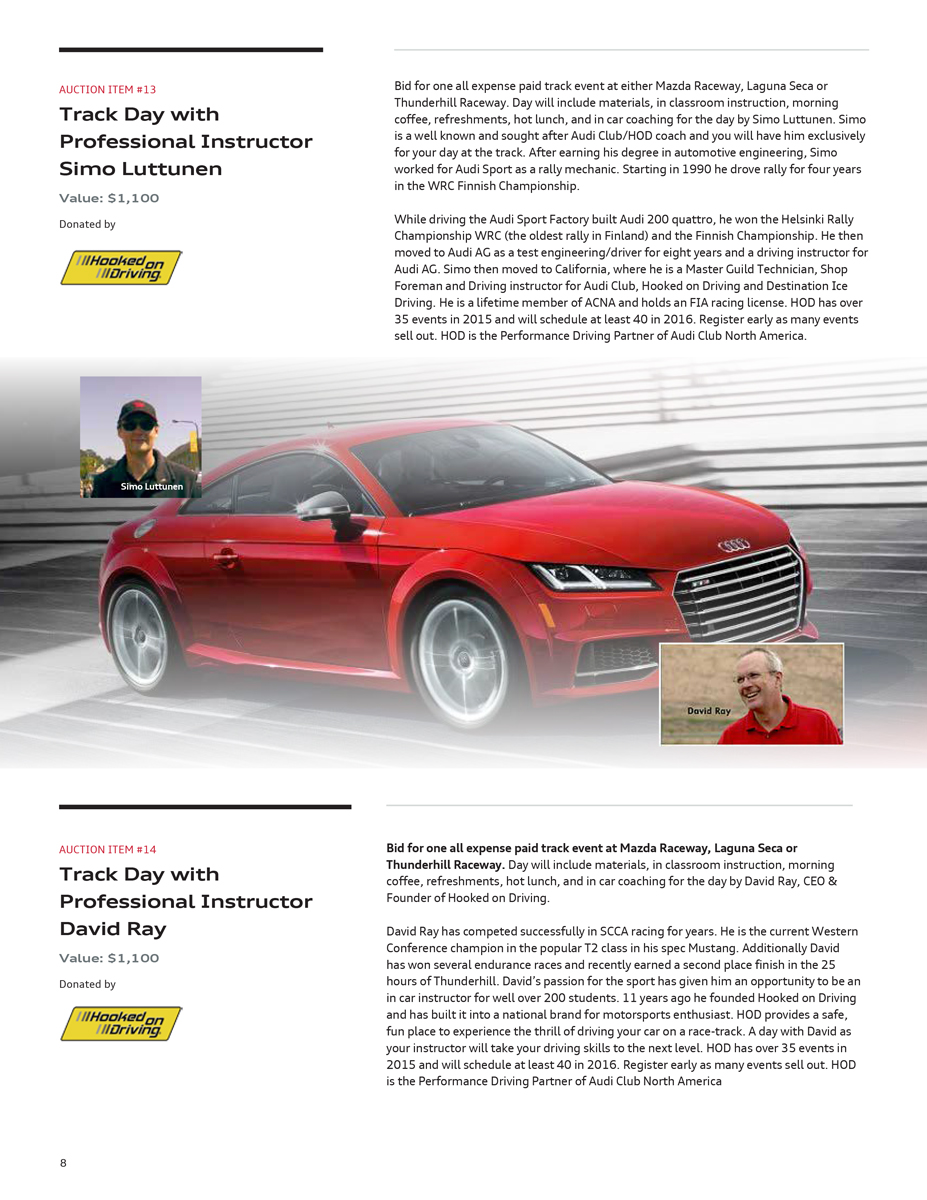 AUCTION ITEM #13
Track Day with
Professional Instructor
Simo Luttunen
Value: $1,100
Donated by
Hooked on
Driving
Bid for one all expense paid track event at either Mazda Raceway, Laguna Seca or
Thunderhill Raceway. Day will include materials, in classroom instruction, morning
coffee, refreshments, hot lunch, and in car coaching for the day by Simo Luttunen. Simo
is a well known and sought after Audi Club/HOD coach and you will have him exclusively
for your day at the track. After earning his degree in automotive engineering, Simo
worked for Audi Sport as a rally mechanic. Starting in 1990 he drove rally for four years
in the WRC Finnish Championship.
While driving the Audi Sport Factory built Audi 200 quattro, he won the Helsinki Rally
Championship WRC (the oldest rally in Finland) and the Finnish Championship. He then
moved to Audi AG as a test engineering/driver for eight years and a driving instructor for
Audi AG. Simo then moved to California, where he is a Master Guild Technician, Shop
Foreman and Driving instructor for Audi Club, Hooked on Driving and Destination Ice
Driving. He is a lifetime member of ACNA and holds an FIA racing license. HOD has over
35 events in 2015 and will schedule at least 40 in 2016. Register early as many events
sell out. HOD is the Performance Driving Partner of Audi Club North America.
Simo Luttunen
David Ray
AUCTION ITEM #14
Track Day with
Professional Instructor
David Ray
Value: $1,100
Donated by
Hooked on
Driving
Bid for one all expense paid track event at Mazda Raceway, Laguna Seca or
Thunderhill Raceway. Day will include materials, in classroom instruction, morning
coffee, refreshments, hot lunch, and in car coaching for the day by David Ray, CEO &
Founder of Hooked on Driving.
David Ray has competed successfully in SCCA racing for years. He is the current Western
Conference champion in the popular T2 class in his spec Mustang. Additionally David
has won several endurance races and recently earned a second place finish in the 25
hours of Thunderhill. David's passion for the sport has given him an opportunity to be an
in car instructor for well over 200 students. 11 years ago he founded Hooked on Driving
and has built it into a national brand for motorsports enthusiast. HOD provides a safe,
fun place to experience the thrill of driving your car on a race-track. A day with David as
your instructor will take your driving skills to the next level. HOD has over 35 events in
2015 and will schedule at least 40 in 2016. Register early as many events sell out. HOD
is the Performance Driving Partner of Audi Club North America
8